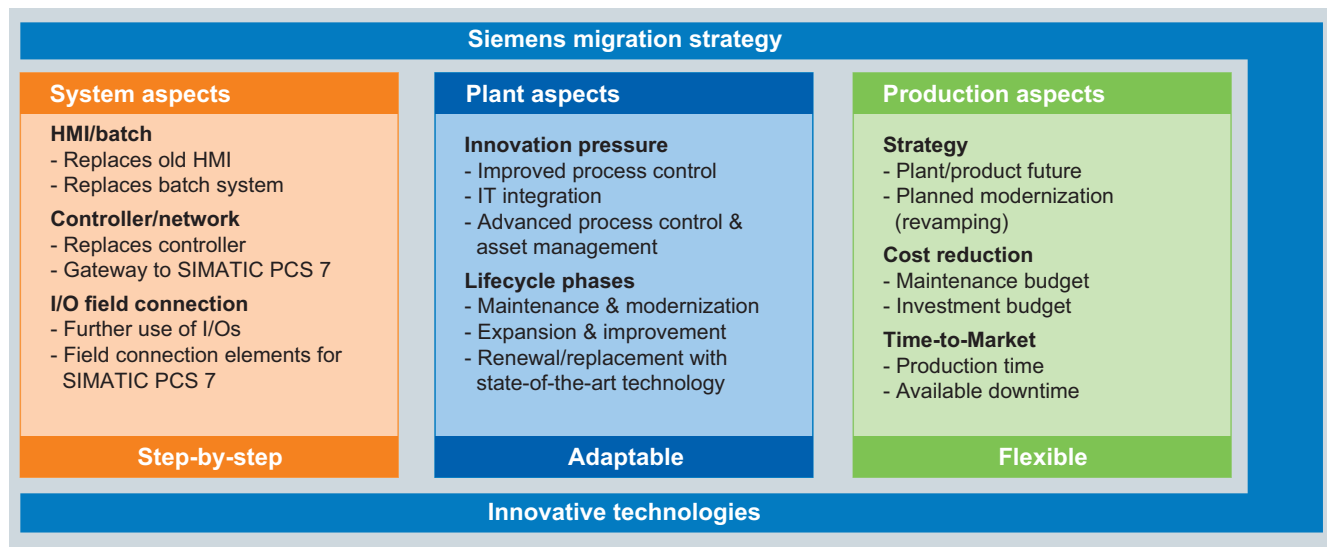 Siemens migration strategy
System aspects
HMI/batch
- Replaces old HMI
- Replaces batch system
Controller/network
- Replaces controller
- Gateway to SIMATIC PCS 7
I/O field connection
- Further use of I/Os
- Field connection elements for
SIMATIC PCS 7
Step-by-step
Plant aspects
Innovation pressure
- Improved process control
- IT integration
- Advanced process control &
asset management
Lifecycle phases
- Maintenance & modernization
- Expansion & improvement
- Renewal/replacement with
state-of-the-art technology
Adaptable
Production aspects
Strategy
- Plant/product future
- Planned modernization
(revamping)
Cost reduction
- Maintenance budget
- Investment budget
Time-to-Market
- Production time
- Available downtime
Flexible
Innovative technologies